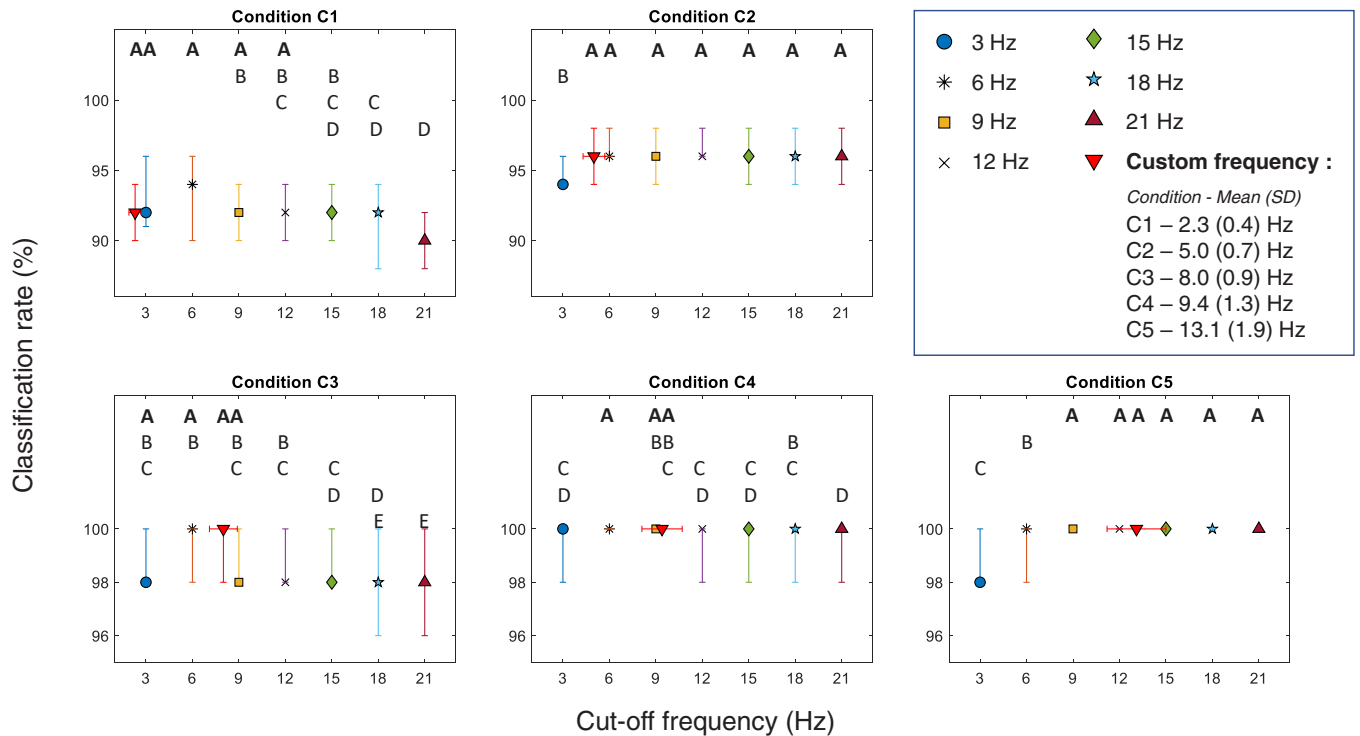 Condition C1
AA A A A
B B B
C C C
D D D
100
95
90
3 6 9 12 15 18 21
Condition C2
A A A A A A A
B
100
95
90
3 6 9 12 15 18 21
3 Hz
6 Hz
9 Hz
12 Hz
15 Hz
18 Hz
21 Hz
Custom frequency :
Condition - Mean (SD)
C1 – 2.3 (0.4) Hz
C2 – 5.0 (0.7) Hz
C3 – 8.0 (0.9) Hz
C4 – 9.4 (1.3) Hz
C5 – 13.1 (1.9) Hz
Classification rate (%)
Condition C3
A A AA
B B B B
C C C C
D D
E E
100
98
96
3 6 9 12 15 18 21
Condition C4
A AA
BB B
C C C C C
D D D D
100
98
96
3 6 9 12 15 18 21
Condition C5
A A A A A A
B
C
100
98
96
3 6 9 12 15 18 21
Cut-off frequency (Hz)